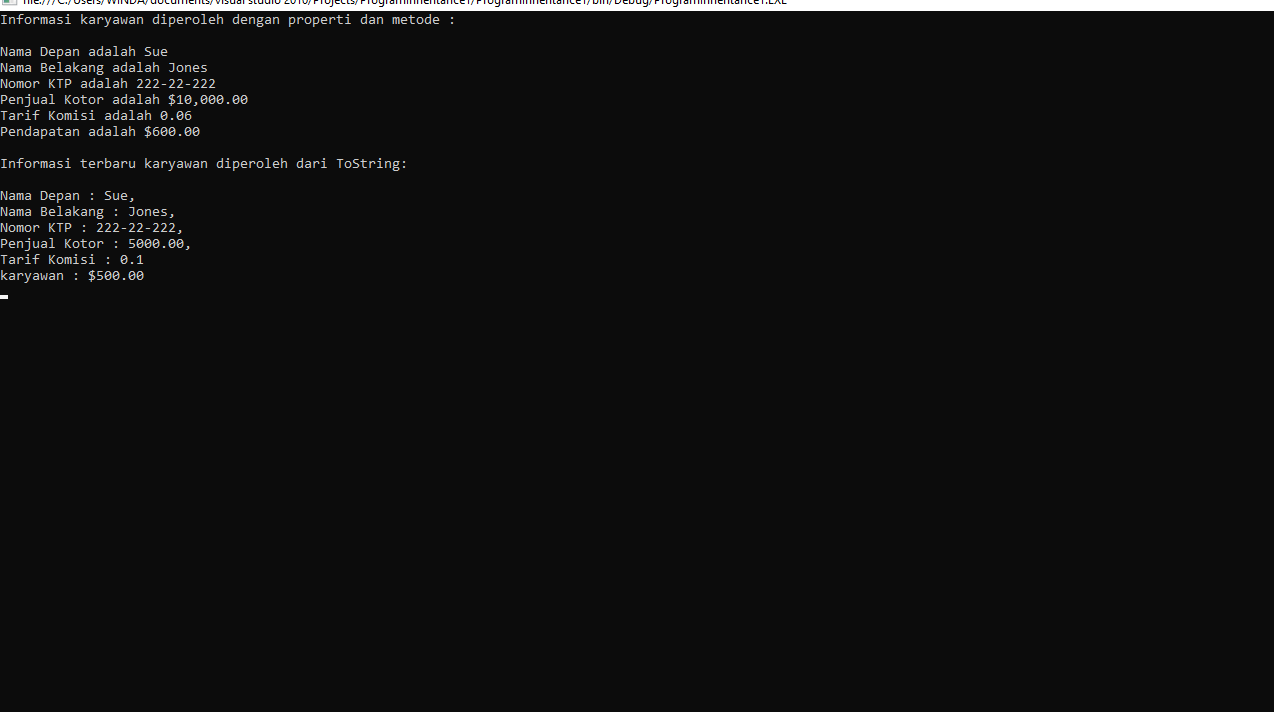 file:///C:/Users/WINDA/documents/visual studio 2010/Projects/ProgramInheritance1/ProgramInheritance1/bin/Debug/ProgramInheritance1.EXE
Informasi karyawan diperoleh dengan properti dan metode :
Nama Depan adalah Sue
Nama Belakang adalah Jones
Nomor KTP adalah 222-22-222
Penjual Kotor adalah $10,000.00
Tarif Komisi adalah 0.06
Pendapatan adalah $600.00
Informasi terbaru karyawan diperoleh dari ToString:
Nama Depan : Sue,
Nama Belakang : Jones,
Nomor KTP : 222-22-222,
Penjual Kotor : 5000.00,
Tarif Komisi : 0.1
karyawan : $500.00